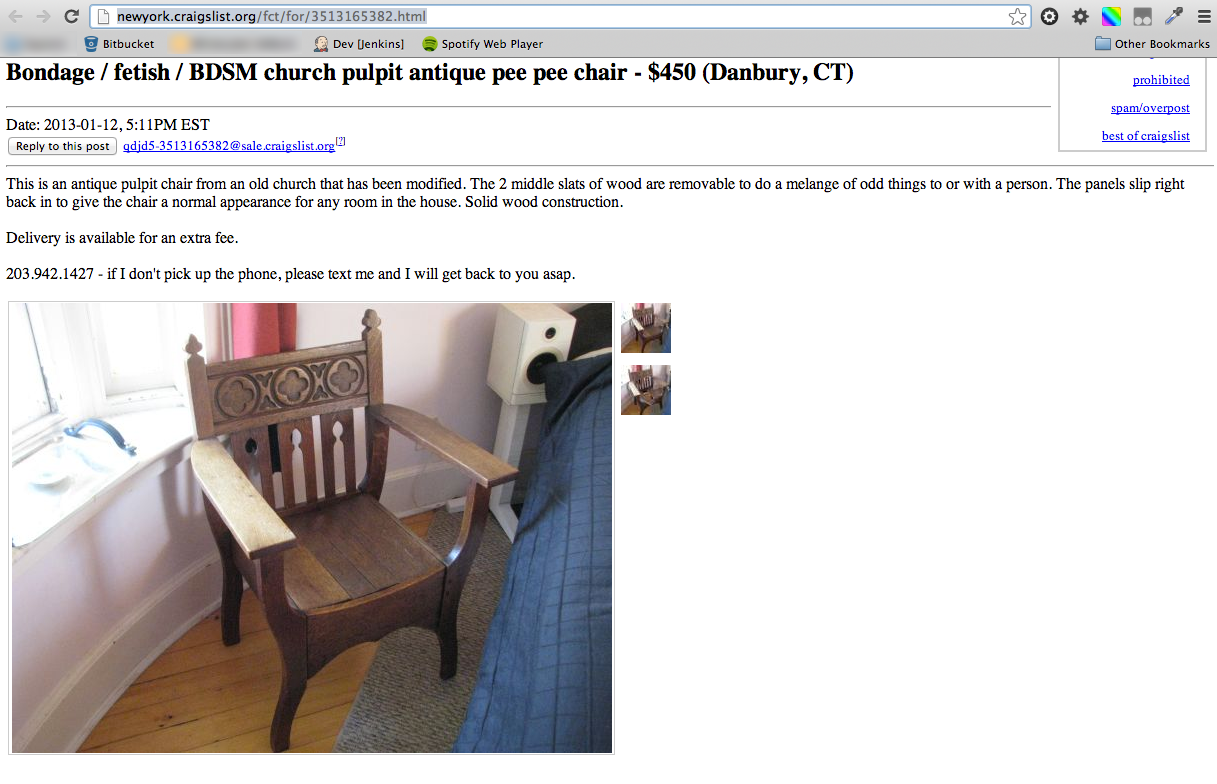 newyork.craigslist.org/fct/for/3513165382.html
Bitbucket Dev [Jenkins] Spotify Web Player Other Bookmarks
Bondage / fetish / BDSM church pulpit antique pee pee chair - $450 (Danbury, CT)
prohibited
spam/overpost
best of craigslist
Date: 2013-01-12, 5:11PM EST
Reply to this post qdjd5-3513165382@sale.craigslist.org[?]
This is an antique pulpit chair from an old church that has been modified. The 2 middle slats of wood are removable to do a melange of odd things to or with a person. The panels slip right
back in to give the chair a normal appearance for any room in the house. Solid wood construction.
Delivery is available for an extra fee.
203.942.1427 - if I don't pick up the phone, please text me and I will get back to you asap.